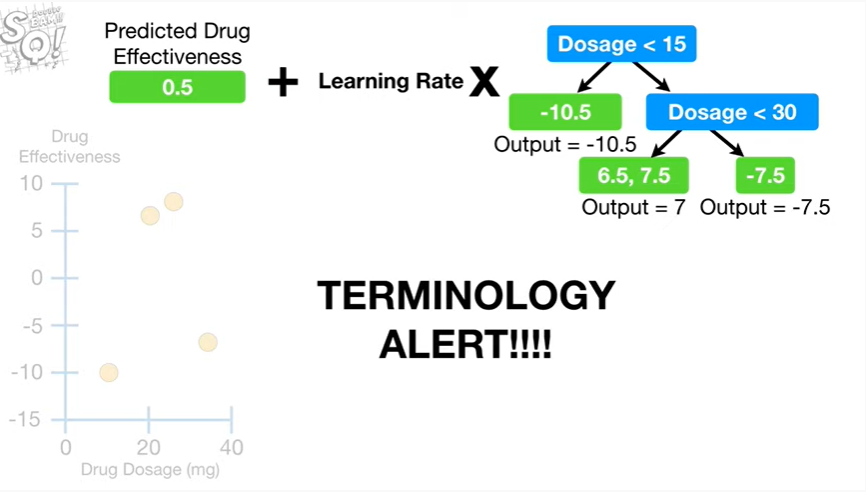 SQ!
Predicted Drug
Effectiveness
0.5
+ Learning Rate X
Dosage < 15
-10.5
Dosage < 30
Output = -10.5
6.5, 7.5
-7.5
Output = 7
Output = -7.5
Drug
Effectiveness
10
5
0
-5
-10
-15
0
20
40
Drug Dosage (mg)
TERMINOLOGY
ALERT!!!!